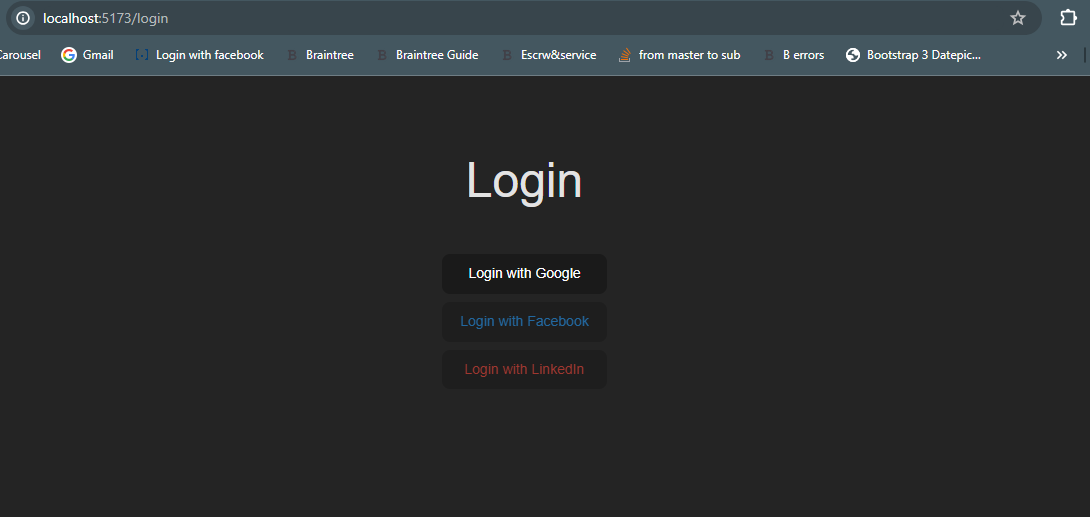 localhost:5173/login
Carousel Gmail Login with facebook Braintree Braintree Guide Escrw&service from master to sub B errors Bootstrap 3 Datepic...
Login
Login with Google
Login with Facebook
Login with LinkedIn